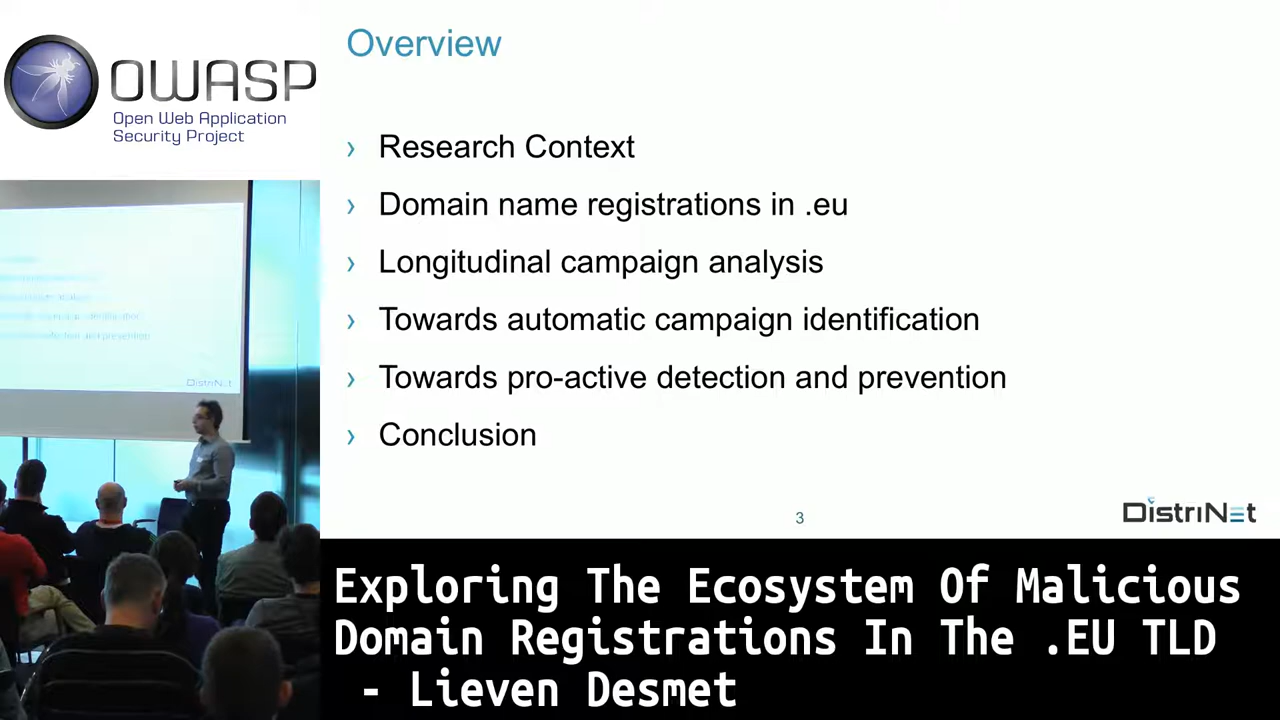 OWASP
Open Web Application
Security Project
Overview
› Research Context
› Domain name registrations in .eu
› Longitudinal campaign analysis
› Towards automatic campaign identification
› Towards pro-active detection and prevention
› Conclusion
3
DistriNet
DistriNet
Exploring The Ecosystem Of Malicious
Domain Registrations In The .EU TLD
- Lieven Desmet